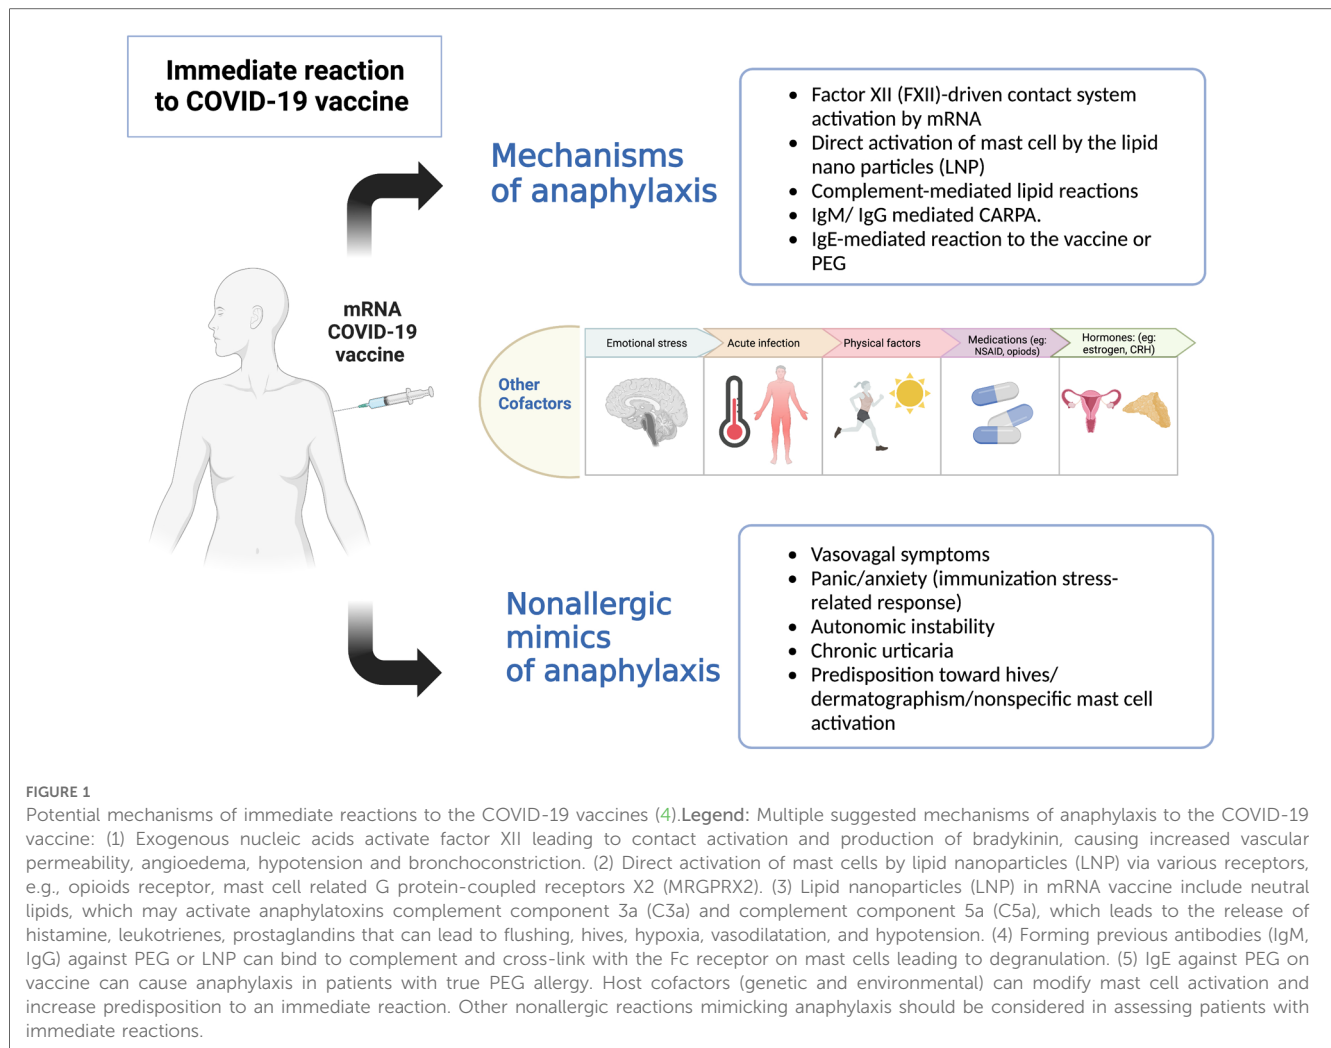 Immediate reaction
to COVID-19 vaccine
Mechanisms
of anaphylaxis
• Factor XII (FXII)-driven contact system
activation by mRNA
• Direct activation of mast cell by the lipid
nano particles (LNP)
• Complement-mediated lipid reactions
• IgM/ IgG mediated CARPA.
• IgE-mediated reaction to the vaccine or
PEG
mRNA
COVID-19
vaccine
Other
Cofactors
Emotional stress
Acute infection
Physical factors
Medications (eg:
NSAID, opiods)
Hormones: (eg:
estrogen, CRH)
Nonallergic
mimics
of anaphylaxis
• Vasovagal symptoms
• Panic/anxiety (immunization stress-
related response)
• Autonomic instability
• Chronic urticaria
• Predisposition toward hives/
dermatographism/nonspecific mast cell
activation
FIGURE 1
Potential mechanisms of immediate reactions to the COVID-19 vaccines (4).Legend: Multiple suggested mechanisms of anaphylaxis to the COVID-19
vaccine: (1) Exogenous nucleic acids activate factor XII leading to contact activation and production of bradykinin, causing increased vascular
permeability, angioedema, hypotension and bronchoconstriction. (2) Direct activation of mast cells by lipid nanoparticles (LNP) via various receptors,
e.g., opioids receptor, mast cell related G protein-coupled receptors X2 (MRGPRX2). (3) Lipid nanoparticles (LNP) in mRNA vaccine include neutral
lipids, which may activate anaphylatoxins complement component 3a (C3a) and complement component 5a (C5a), which leads to the release of
histamine, leukotrienes, prostaglandins that can lead to flushing, hives, hypoxia, vasodilatation, and hypotension. (4) Forming previous antibodies (IgM,
IgG) against PEG or LNP can bind to complement and cross-link with the Fc receptor on mast cells leading to degranulation. (5) IgE against PEG on
vaccine can cause anaphylaxis in patients with true PEG allergy. Host cofactors (genetic and environmental) can modify mast cell activation and
increase predisposition to an immediate reaction. Other nonallergic reactions mimicking anaphylaxis should be considered in assessing patients with
immediate reactions.